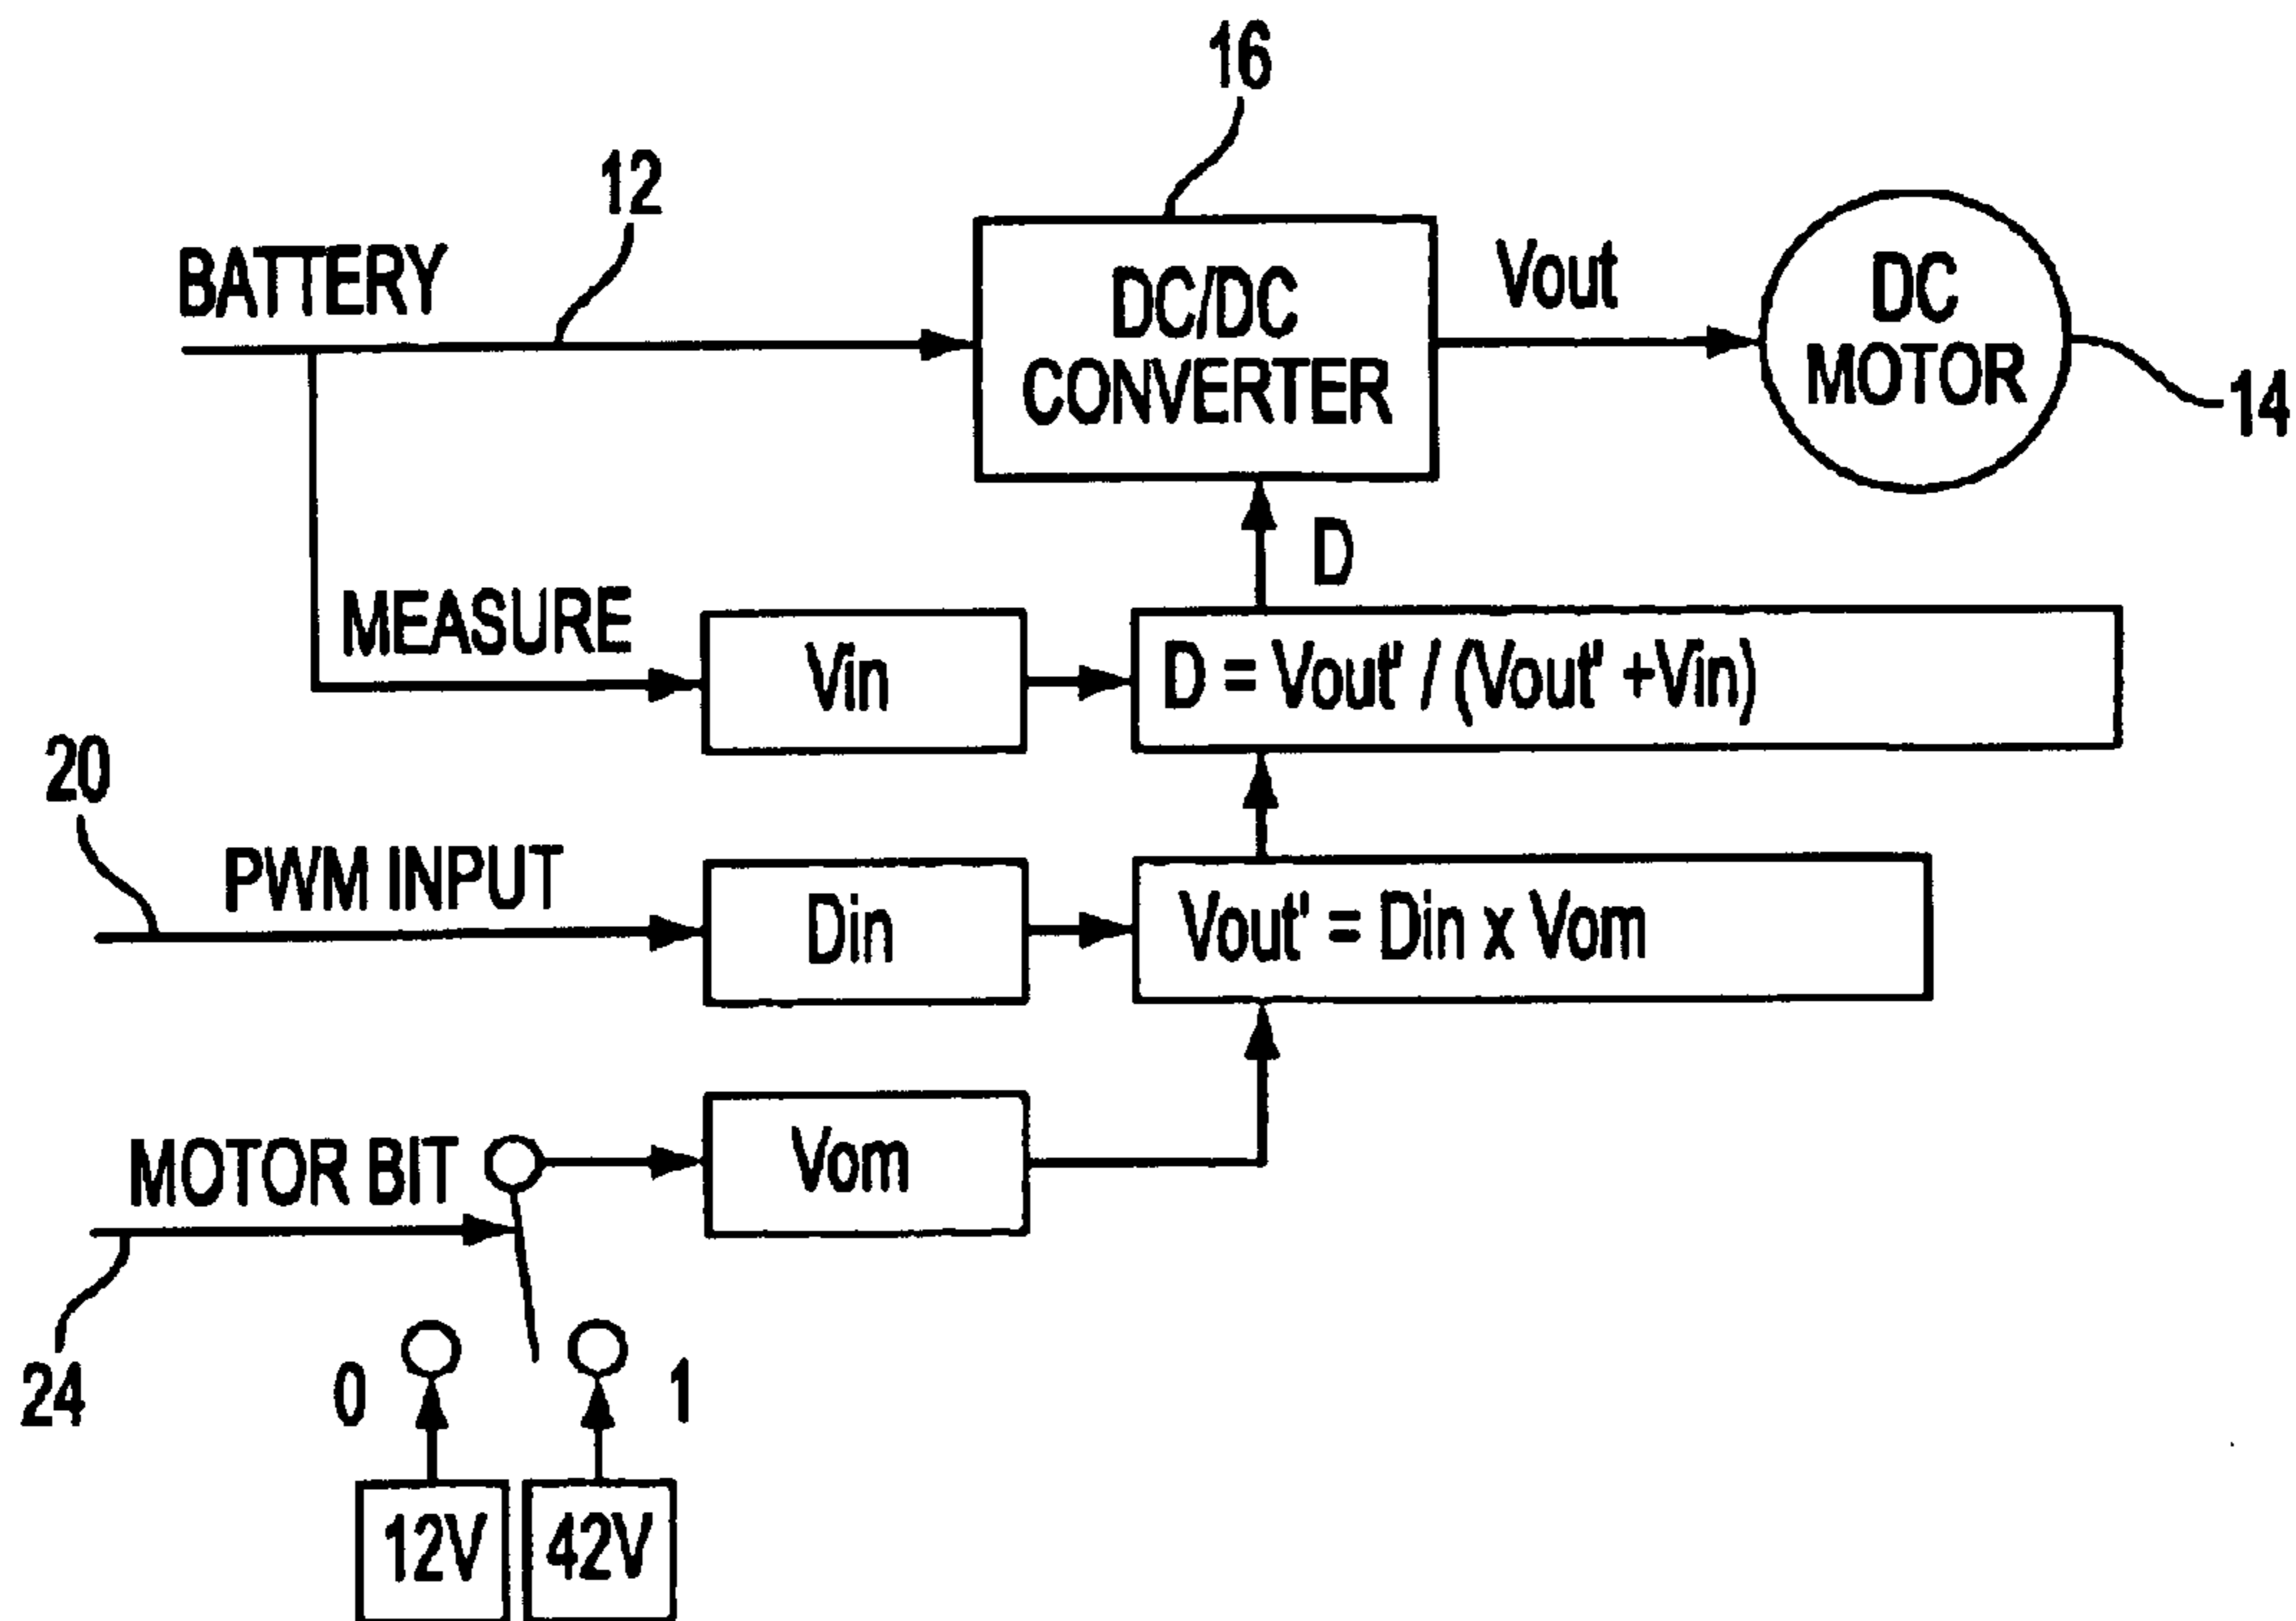 16
12
BATTERY
DC/DC
CONVERTER
Vout
DC
MOTOR
14
D
MEASURE
Vin
D = Vout' / (Vout' +Vin)
20
PWM INPUT
Din
Vout' = Din x Vom
MOTOR BIT
Vom
24
0
1
12V
42V